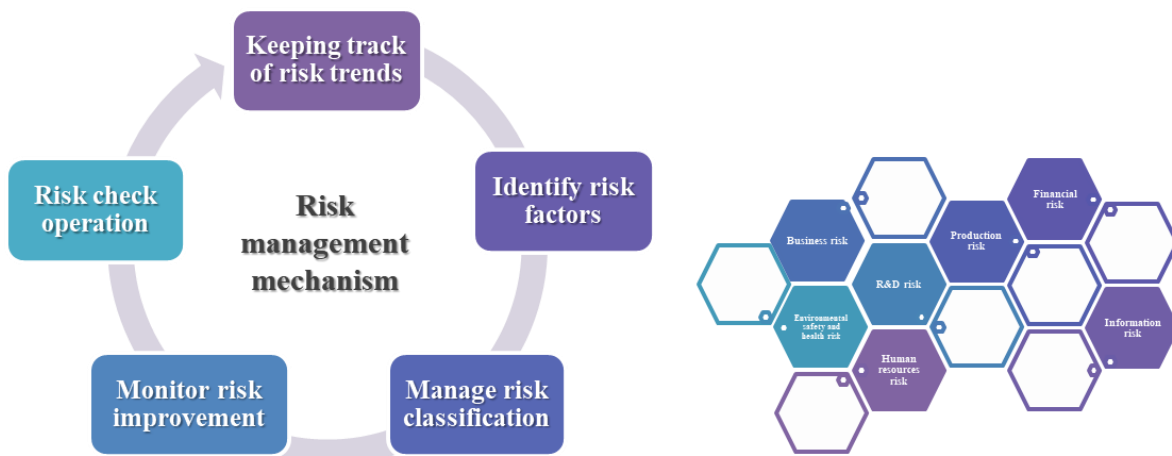 Keeping track
of risk trends
Identify risk
factors
Manage risk
classification
Monitor risk
improvement
Risk check
operation
Risk
management
mechanism
Financial
risk
Business risk
Production
risk
R&D risk
Environmental
safety and
health risk
Information
risk
Human
resources
risk